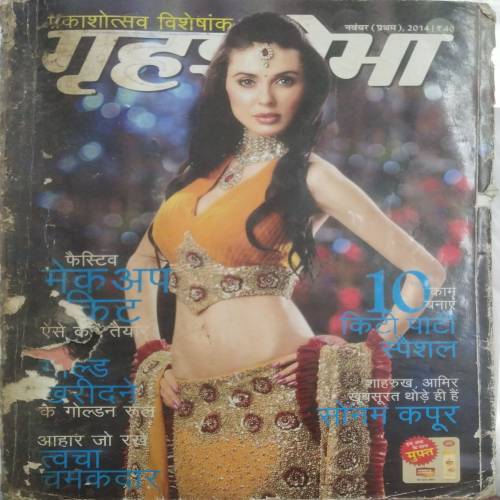 प्रकाशोत्सव विशेषांक
नवंबर (प्रथम), 2014 | ₹ 40
गृहशोभा
फैस्टिव
मेकअप
किट
ऐसे करें तैयार
गोल्ड
खरीदने
के गोल्डन रूल
आहार जो रखे
त्वचा
चमकदार
10 काम
बनाएं
किटी पार्टी
स्पैशल
शाहरुख, आमिर
खूबसूरत थोड़े ही हैं
सोनम कपूर
मुफ्त